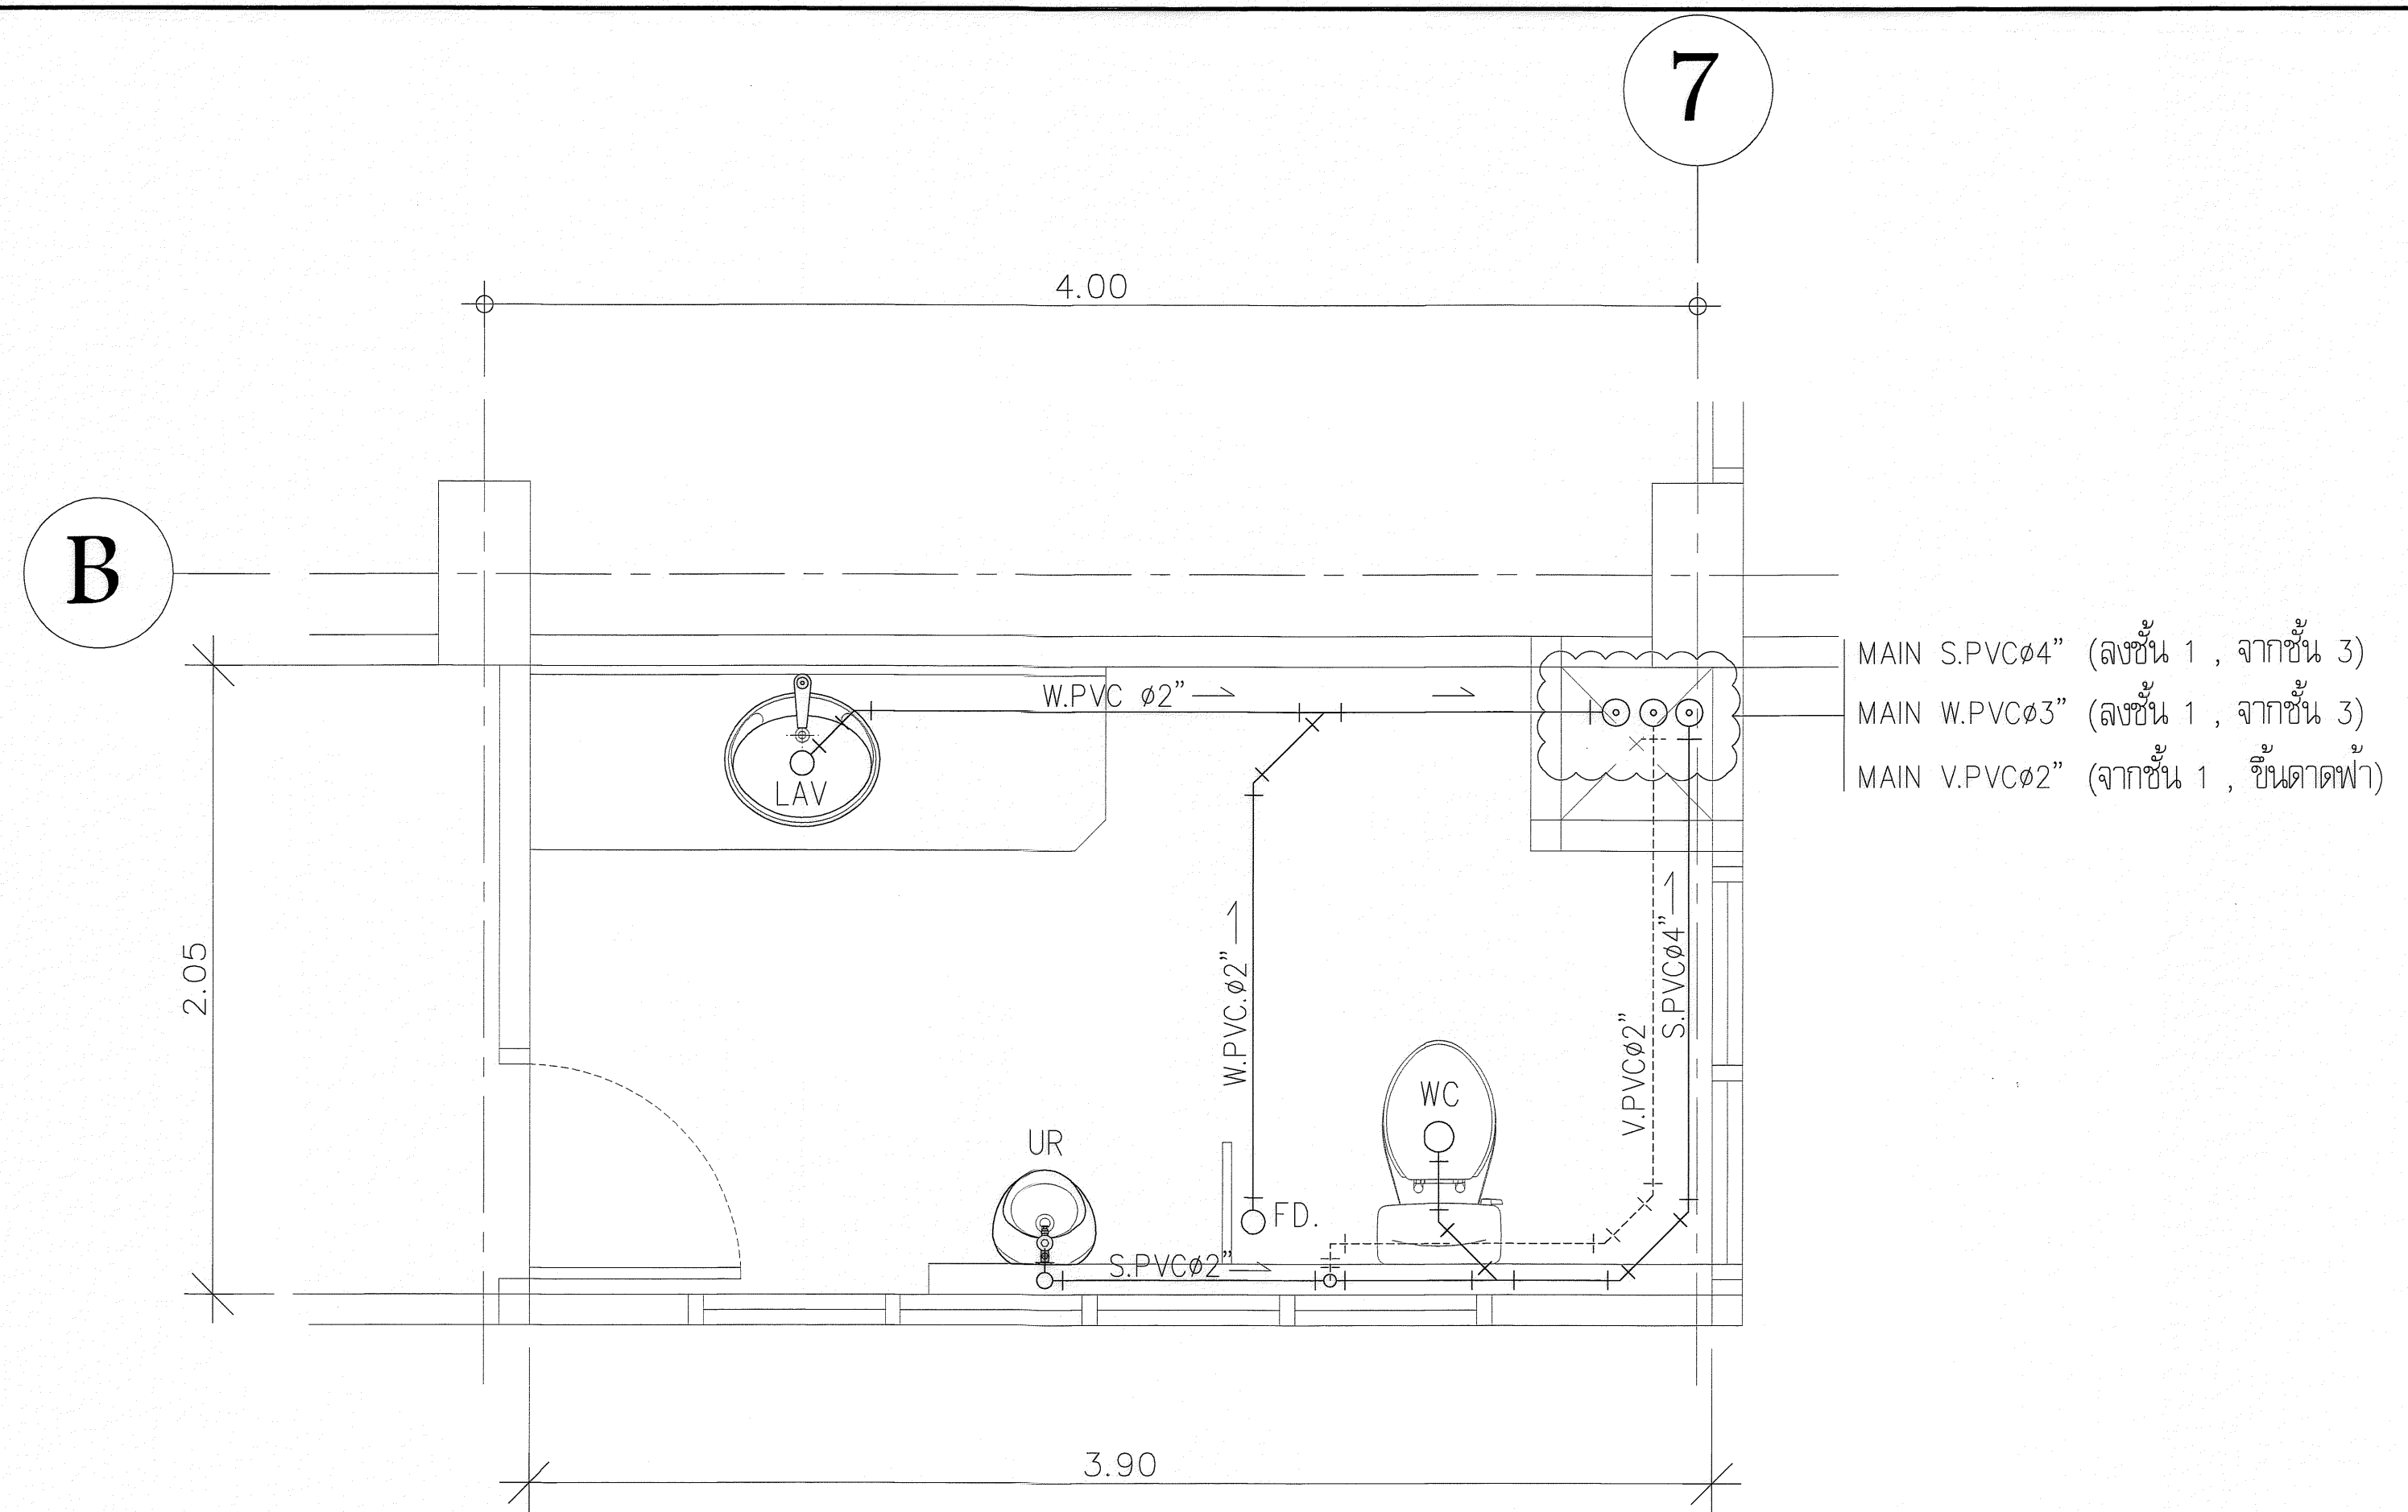 7
4.00
B
MAIN S.PVCø4” (ลงชั้น 1 , จากชั้น 3)
W.PVC ø2”
MAIN W.PVCø3” (ลงชั้น 1 , จากชั้น 3)
MAIN V.PVCø2” (จากชั้น 1 , ขึ้นดาดฟ้า)
LAV
2.05
W.PVC.ø2”
V.PVCø2”
S.PVCø4”
WC
UR
FD.
S.PVCø2”
3.90